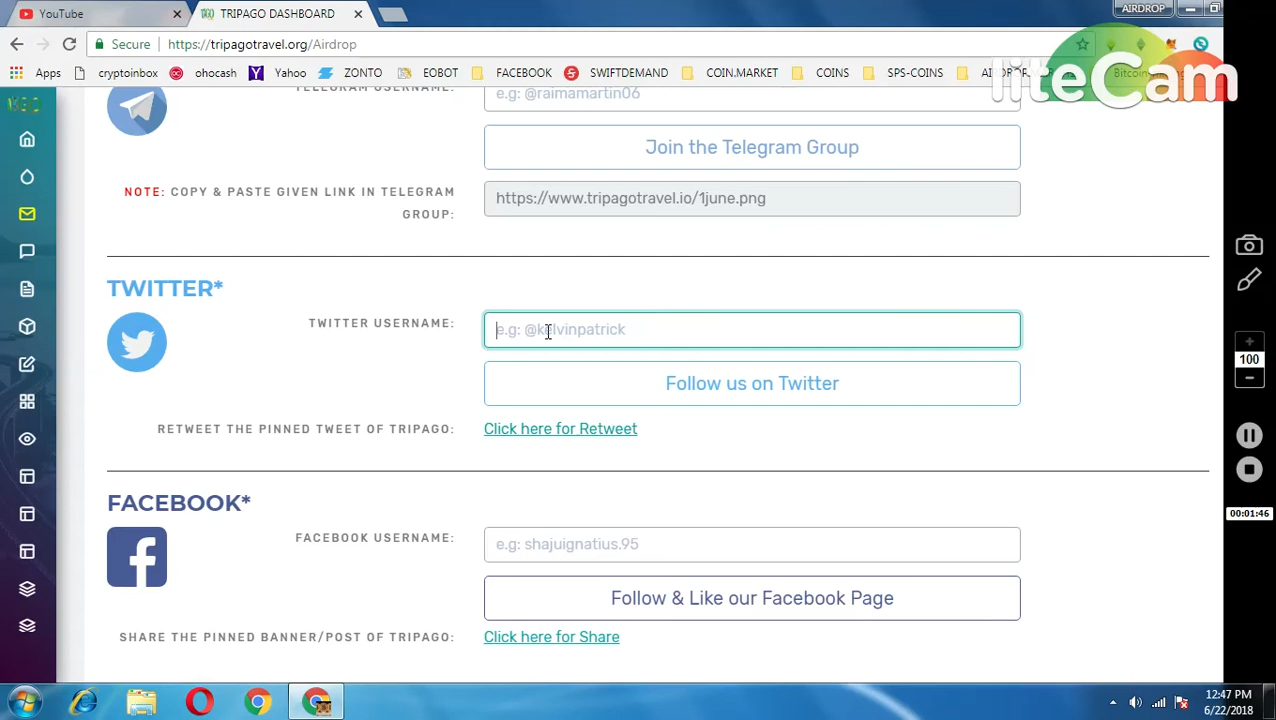 YouTube
TRIPAGO DASHBOARD
AIRDROP
Secure
https://tripagotravel.org/Airdrop
Apps
cryptoinbox
ohocash
Yahoo
ZONTO
EOBOT
FACEBOOK
SWIFTDEMAND
COIN.MARKET
COINS
SPS-COINS
liteCam
TELEGRAM USERNAME:
e.g: @raimamartin06
Join the Telegram Group
NOTE: COPY & PASTE GIVEN LINK IN TELEGRAM
GROUP:
https://www.tripagotravel.io/1june.png
TWITTER*
TWITTER USERNAME:
e.g: @kelvinpatrick
Follow us on Twitter
RETWEET THE PINNED TWEET OF TRIPAGO:
Click here for Retweet
FACEBOOK*
FACEBOOK USERNAME:
e.g: shajuignatius.95
Follow & Like our Facebook Page
SHARE THE PINNED BANNER/POST OF TRIPAGO:
Click here for Share
100
00:01:46
12:47 PM
6/22/2018